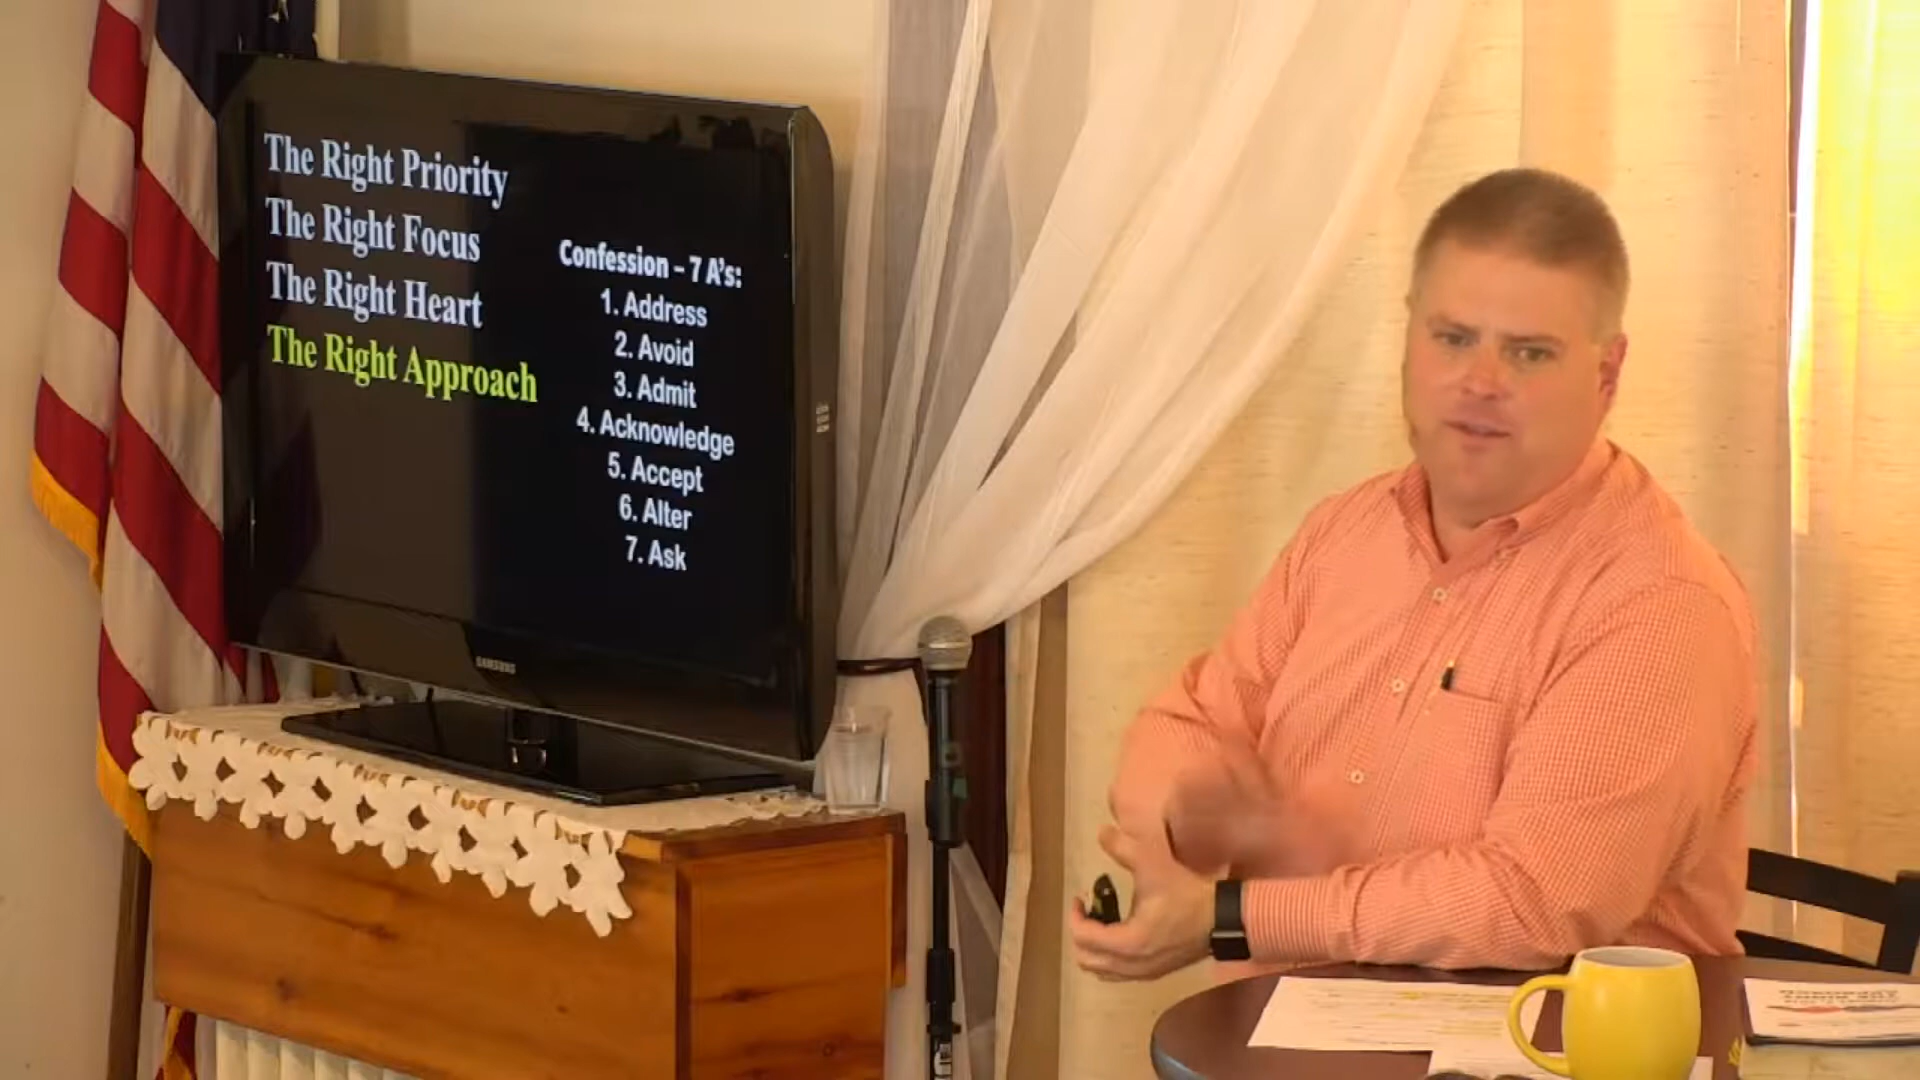 The Right Priority
The Right Focus
The Right Heart
The Right Approach
Confession – 7 A's:
1. Address
2. Avoid
3. Admit
4. Acknowledge
5. Accept
6. Alter
7. Ask
SAMSUNG